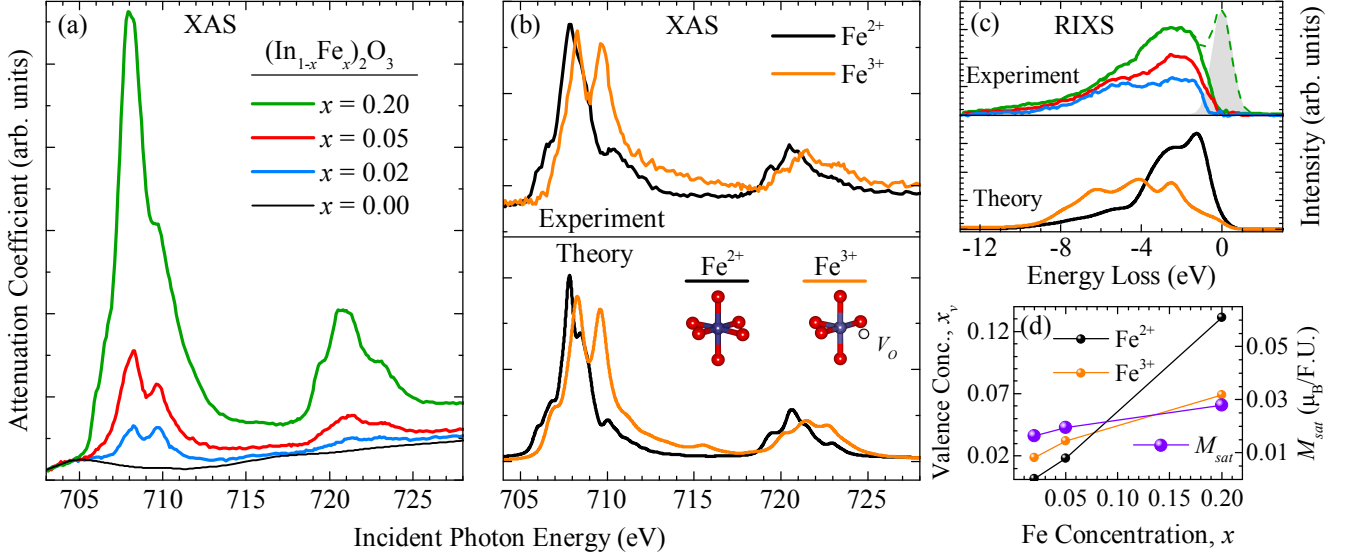 (a) XAS
(In1-xFex)2O3
x = 0.20
x = 0.05
x = 0.02
x = 0.00
Attenuation Coefficient (arb. units)
705 710 715 720 725
(b) XAS
Fe2+
Fe3+
Experiment
Theory
Fe2+ Fe3+
VO
705 710 715 720 725
Incident Photon Energy (eV)
(c) RIXS
Experiment
Theory
Intensity (arb. units)
-12 -8 -4 0
Energy Loss (eV)
(d)
Fe2+
Fe3+
Msat
Valence Conc., xv
0.12
0.07
0.02
0.05
0.03
0.01
Msat (μB/F.U.)
0.05 0.10 0.15 0.20
Fe Concentration, x